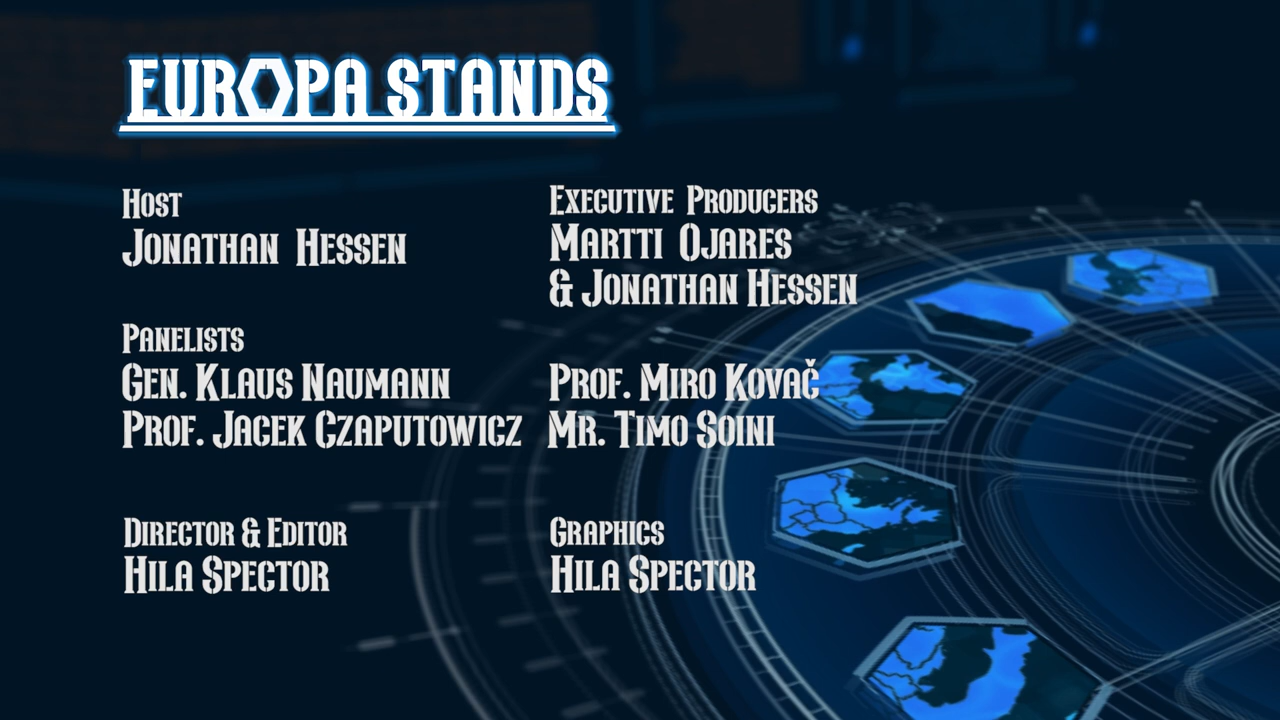 EUROPA STANDS
Host
Jonathan Hessen
Executive Producers
Martti Ojares
& Jonathan Hessen
Panelists
Gen. Klaus Naumann
Prof. Jacek Czaputowicz
Prof. Miro Kovač
Mr. Timo Soini
Director & Editor
Hila Spector
Graphics
Hila Spector